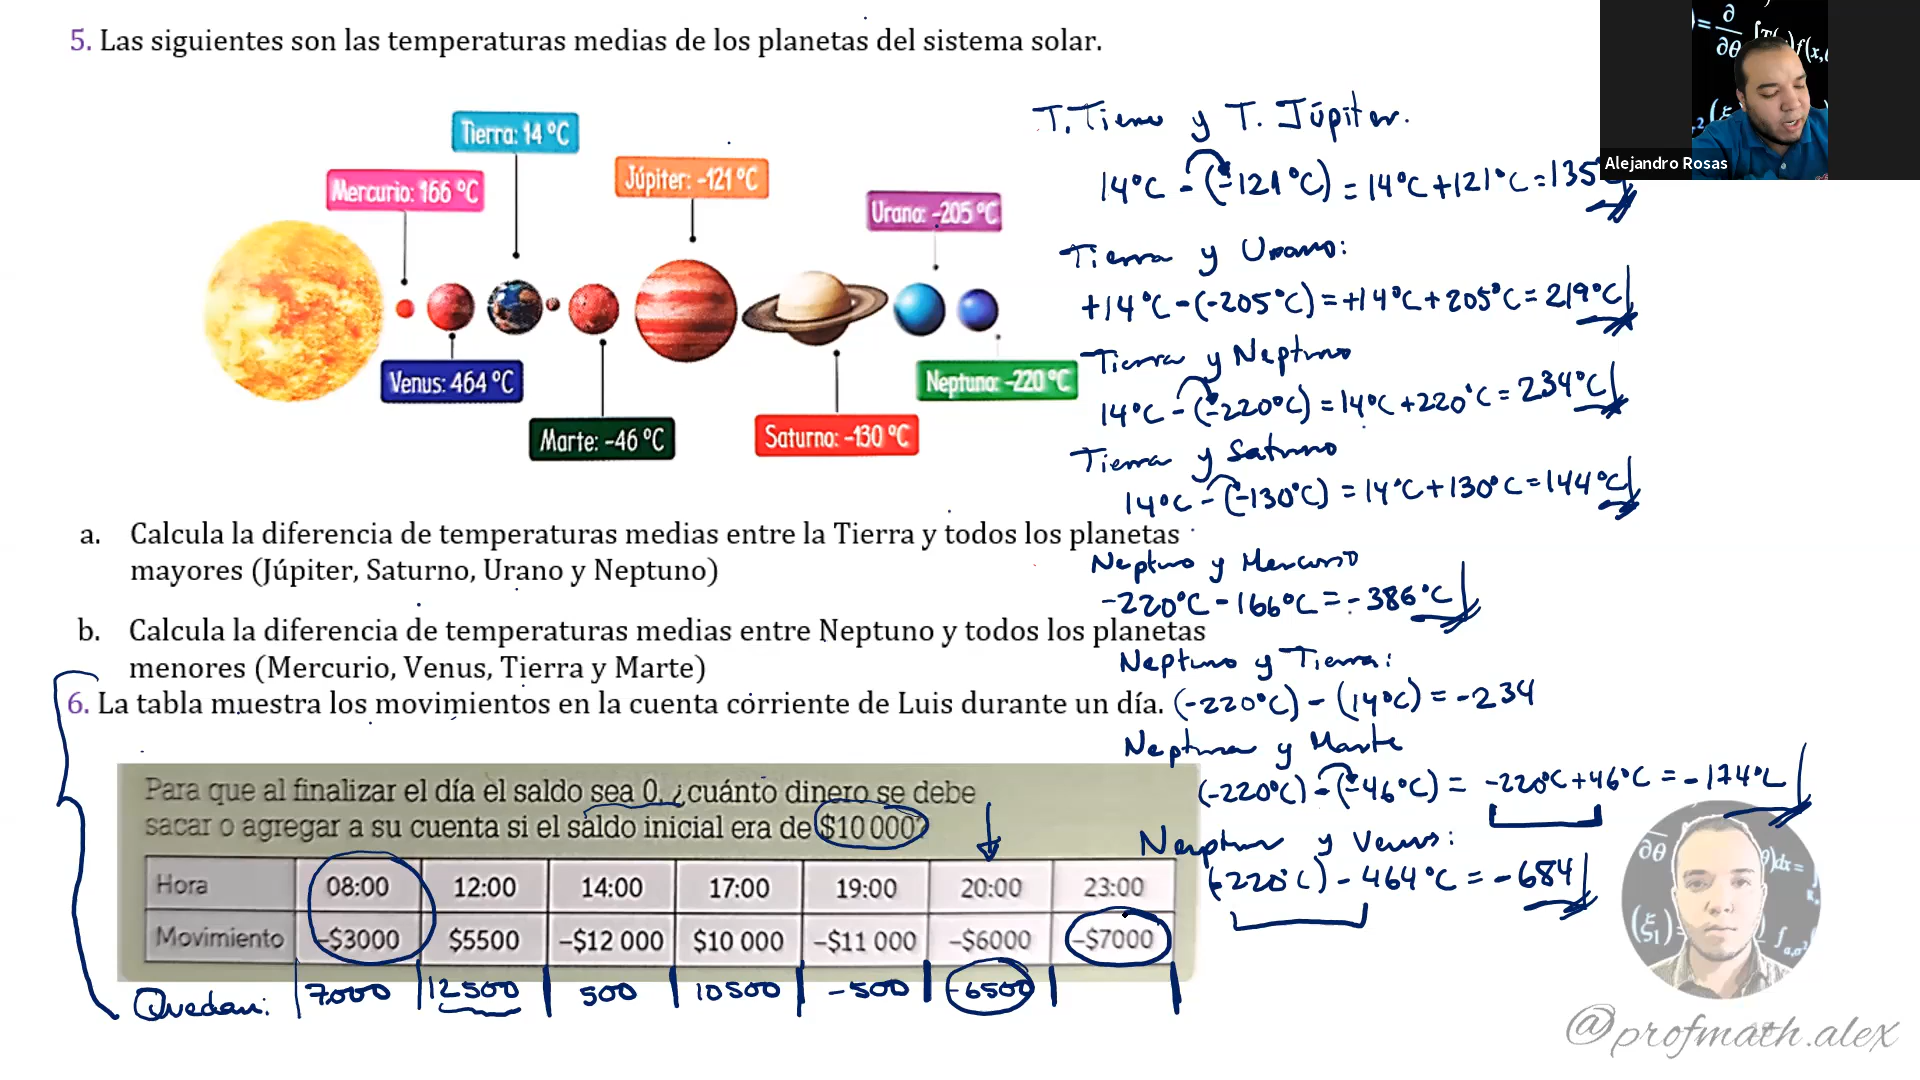 5. Las siguientes son las temperaturas medias de los planetas del sistema solar.
Tierra: 14 °C
Mercurio: 166 °C
Júpiter: -121 °C
Urano: -205 °C
Venus: 464 °C
Neptuno: -220 °C
Marte: -46 °C
Saturno: -130 °C
T. Tierra y T. Júpiter.
14°C - (-121°C) = 14°C + 121°C = 135°C
Alejandro Rosas
Tierra y Urano:
+14°C - (-205°C) = +14°C + 205°C = 219°C
Tierra y Neptuno
14°C - (-220°C) = 14°C + 220°C = 234°C
Tierra y Saturno
14°C - (-130°C) = 14°C + 130°C = 144°C
a. Calcula la diferencia de temperaturas medias entre la Tierra y todos los planetas
mayores (Júpiter, Saturno, Urano y Neptuno)
b. Calcula la diferencia de temperaturas medias entre Neptuno y todos los planetas
menores (Mercurio, Venus, Tierra y Marte)
Neptuno y Mercurio
-220°C - 166°C = -386°C
Neptuno y Tierra:
(-220°C) - (14°C) = -234
Neptuno y Marte
(-220°C) - (-46°C) = -220°C + 46°C = -174°C
Neptuno y Venus:
(-220°C) - 464°C = -684
6. La tabla muestra los movimientos en la cuenta corriente de Luis durante un día.
Para que al finalizar el día el saldo sea 0, ¿cuánto dinero se debe
sacar o agregar a su cuenta si el saldo inicial era de $10 000?
Hora 08:00 12:00 14:00 17:00 19:00 20:00 23:00
Movimiento -$3000 $5500 -$12 000 $10 000 -$11 000 -$6000 -$7000
Quedan: 7000 12500 500 10500 -500 -6500
@profmath.alex